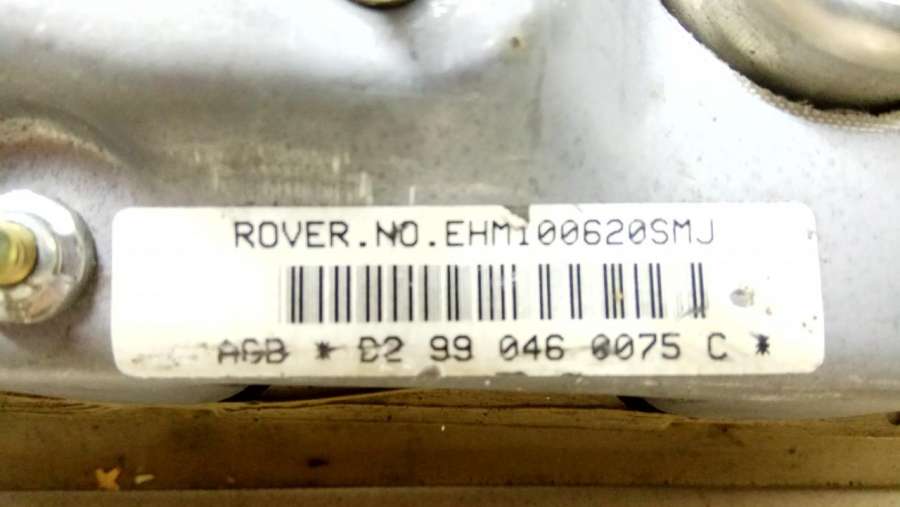 ROVER.NO.EHM100620SMJ
AGB * D2 99 046 0075 C *